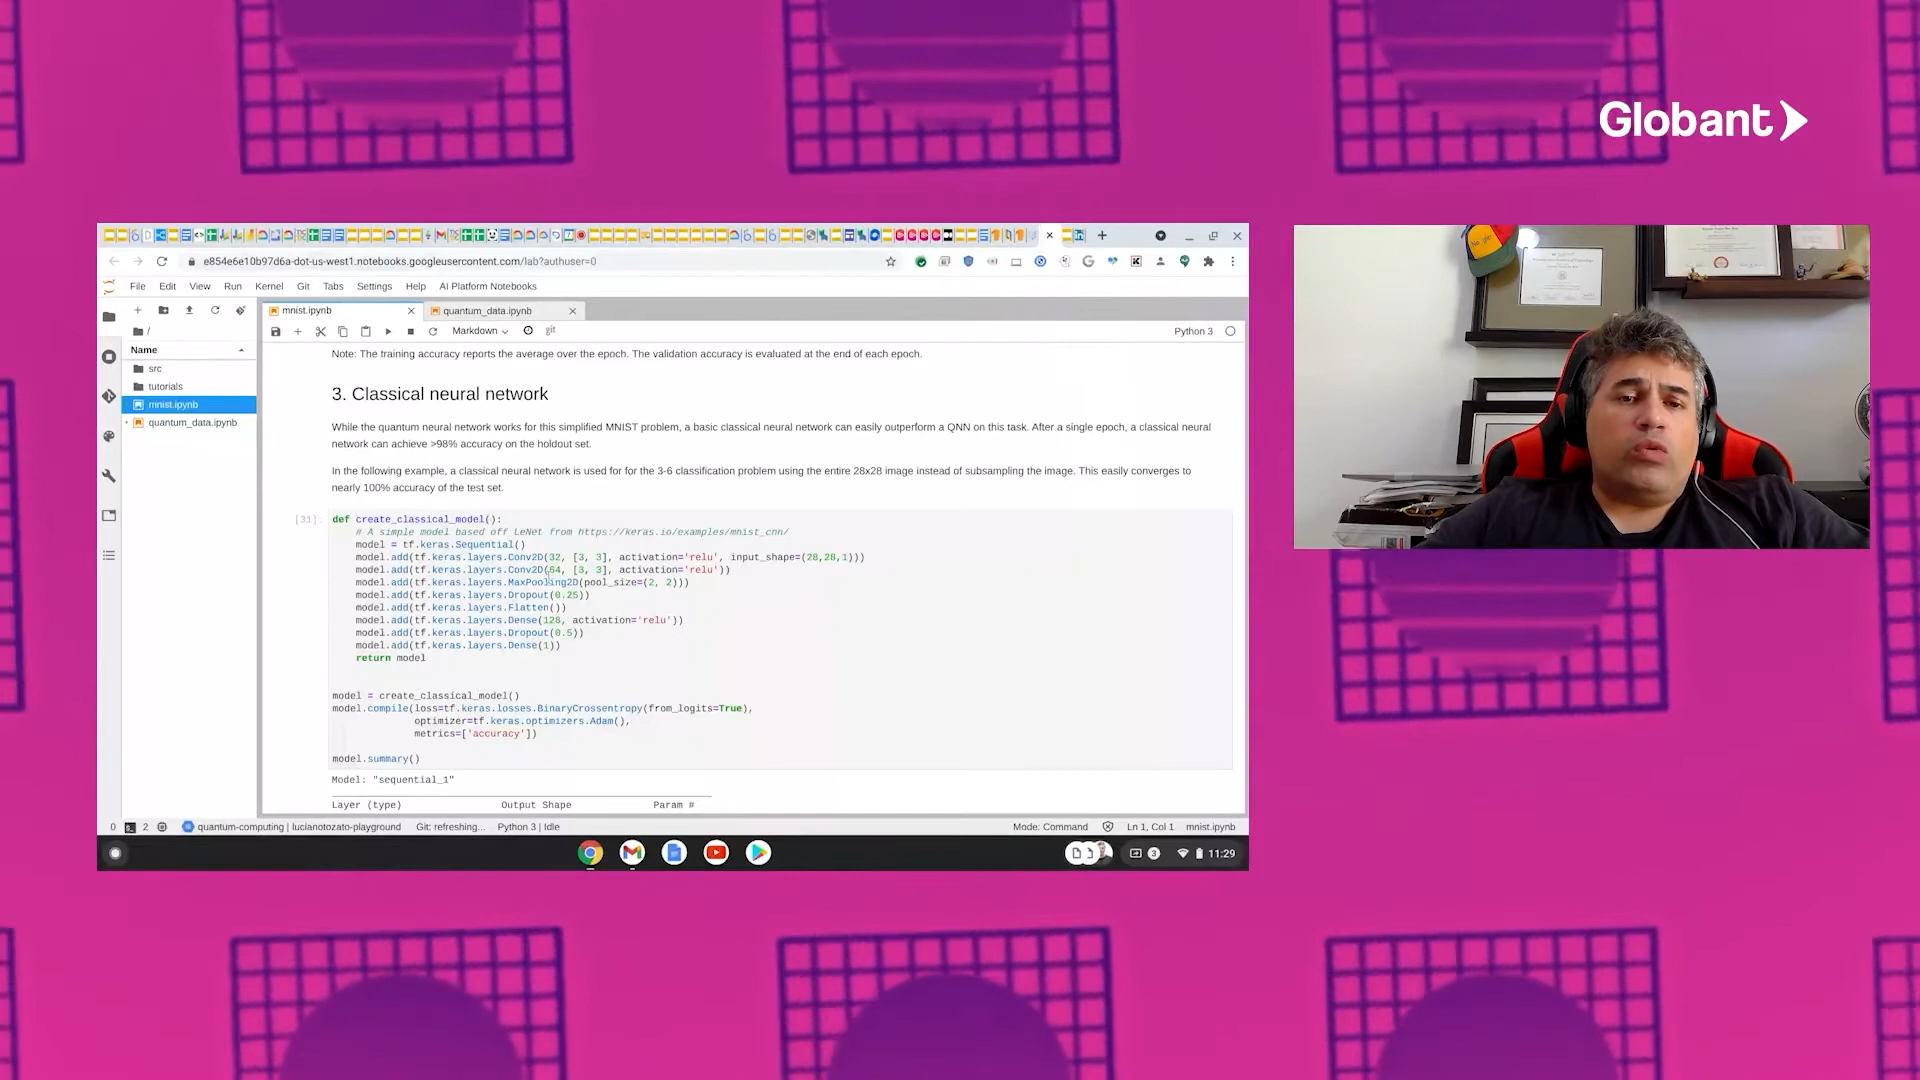 Globant
e854e6e10b97d6a-dot-us-west1.notebooks.googleusercontent.com/lab?authuser=0
File Edit View Run Kernel Git Tabs Settings Help AI Platform Notebooks
mnist.ipynb
quantum_data.ipynb
Markdown
git
Python 3
/
Name
src
tutorials
mnist.ipynb
quantum_data.ipynb
Note: The training accuracy reports the average over the epoch. The validation accuracy is evaluated at the end of each epoch.
3. Classical neural network
While the quantum neural network works for this simplified MNIST problem, a basic classical neural network can easily outperform a QNN on this task. After a single epoch, a classical neural
network can achieve >98% accuracy on the holdout set.
In the following example, a classical neural network is used for for the 3-6 classification problem using the entire 28x28 image instead of subsampling the image. This easily converges to
nearly 100% accuracy of the test set.
[31]:
def create_classical_model():
# A simple model based off LeNet from https://keras.io/examples/mnist_cnn/
model = tf.keras.Sequential()
model.add(tf.keras.layers.Conv2D(32, [3, 3], activation='relu', input_shape=(28,28,1)))
model.add(tf.keras.layers.Conv2D(64, [3, 3], activation='relu'))
model.add(tf.keras.layers.MaxPooling2D(pool_size=(2, 2)))
model.add(tf.keras.layers.Dropout(0.25))
model.add(tf.keras.layers.Flatten())
model.add(tf.keras.layers.Dense(128, activation='relu'))
model.add(tf.keras.layers.Dropout(0.5))
model.add(tf.keras.layers.Dense(1))
return model
model = create_classical_model()
model.compile(loss=tf.keras.losses.BinaryCrossentropy(from_logits=True),
optimizer=tf.keras.optimizers.Adam(),
metrics=['accuracy'])
model.summary()
Model: "sequential_1"
Layer (type) Output Shape Param #
0 2 quantum-computing | lucianotozato-playground Git: refreshing... Python 3 | Idle Mode: Command Ln 1, Col 1 mnist.ipynb
3 11:29